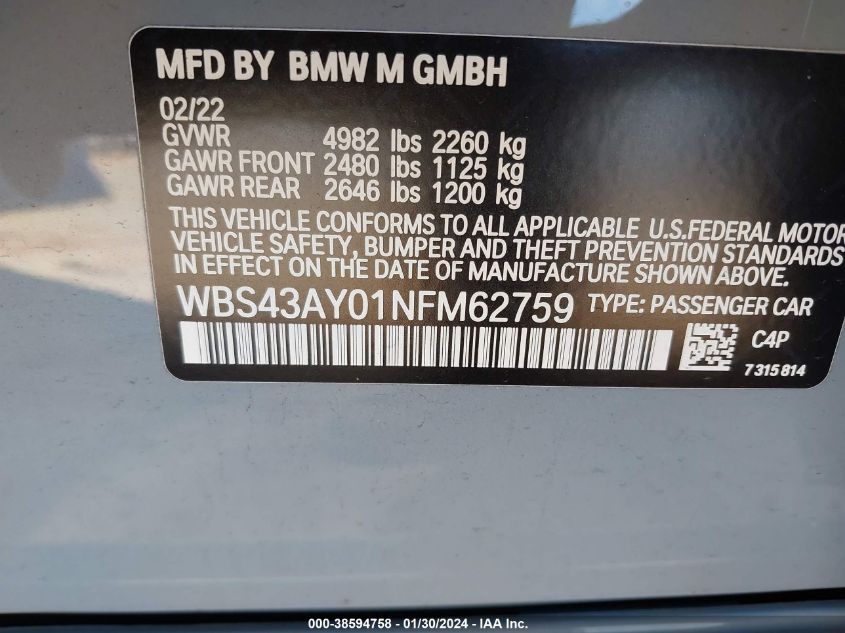 MFD BY BMW M GMBH
02/22
GVWR 4982 lbs 2260 kg
GAWR FRONT 2480 lbs 1125 kg
GAWR REAR 2646 lbs 1200 kg
THIS VEHICLE CONFORMS TO ALL APPLICABLE U.S.FEDERAL MOTOR
VEHICLE SAFETY, BUMPER AND THEFT PREVENTION STANDARDS
IN EFFECT ON THE DATE OF MANUFACTURE SHOWN ABOVE.
WBS43AY01NFM62759 TYPE: PASSENGER CAR
C4P
7315814
000-38594758 — 01/30/2024 - IAA Inc.